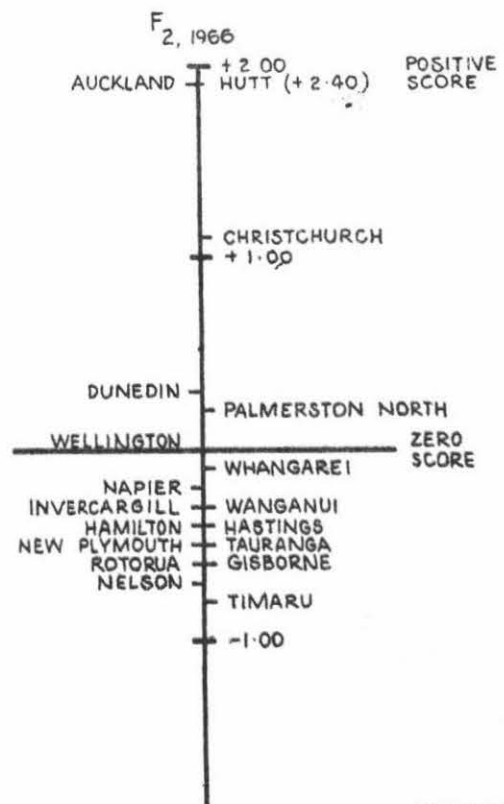 F2, 1966
+2.00 POSITIVE
AUCKLAND HUTT (+2.40) SCORE
CHRISTCHURCH
+1.00
DUNEDIN
PALMERSTON NORTH
WELLINGTON ZERO
SCORE
WHANGAREI
NAPIER
INVERCARGILL WANGANUI
HAMILTON HASTINGS
NEW PLYMOUTH TAURANGA
ROTORUA GISBORNE
NELSON
TIMARU
-1.00